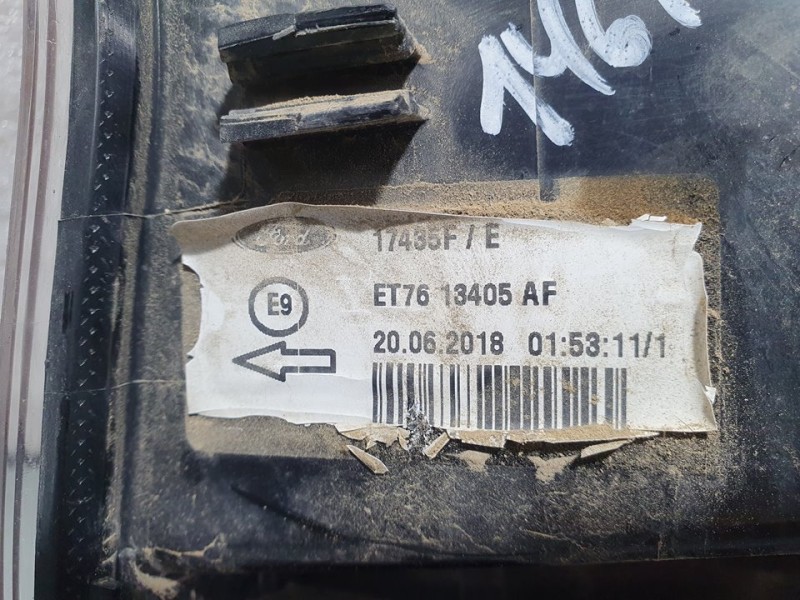 Ford
17435F / E
E9
ET76 13405 AF
20.06.2018 01:53:11/1